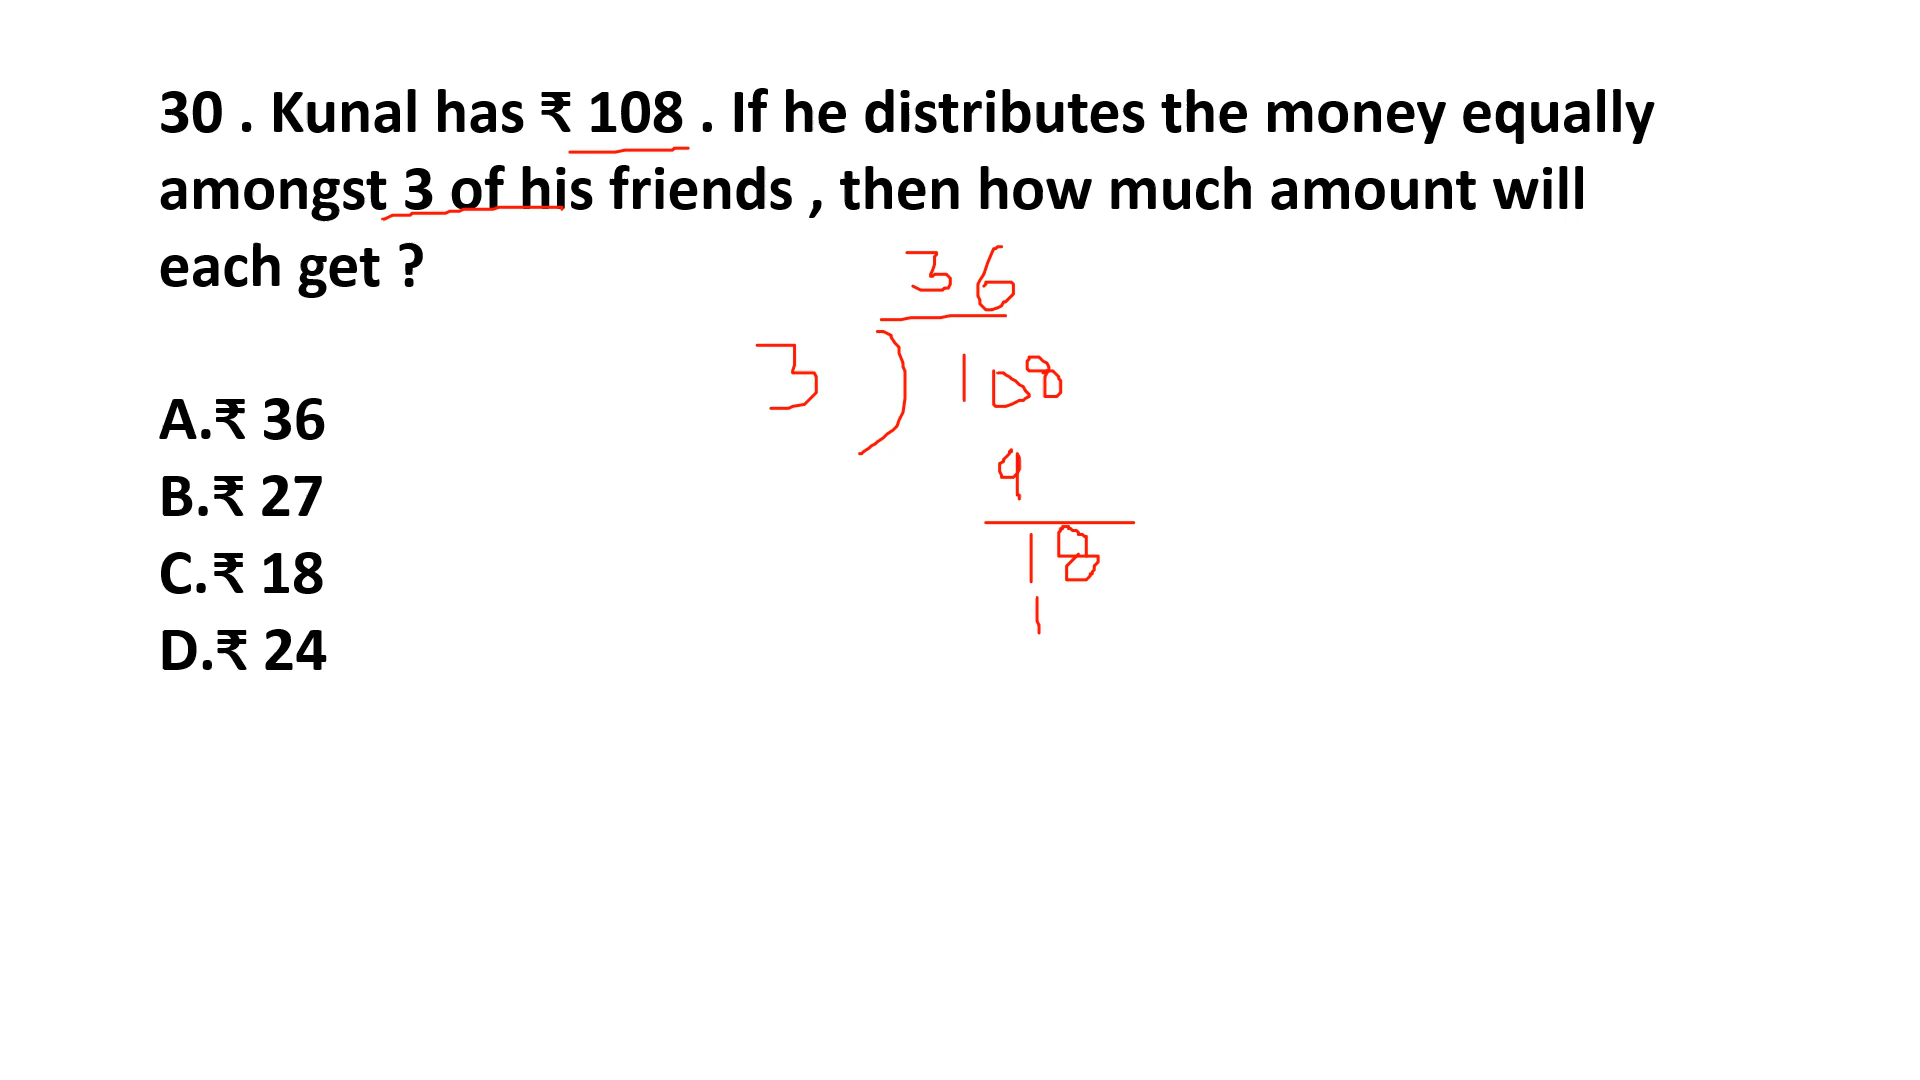 30 . Kunal has ₹ 108 . If he distributes the money equally
amongst 3 of his friends , then how much amount will
each get ?
36
3 ) 108
9
18
1
A.₹ 36
B.₹ 27
C.₹ 18
D.₹ 24